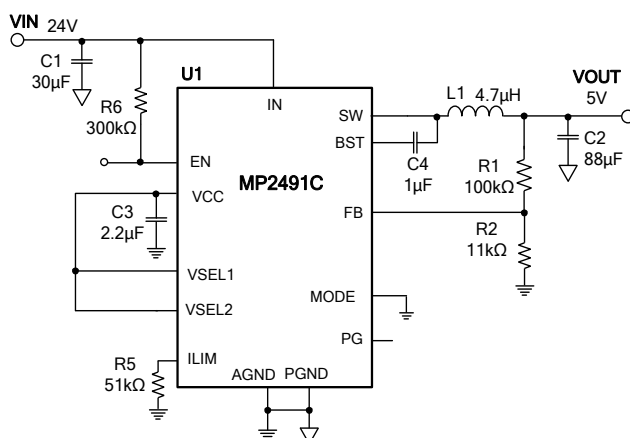 VIN 24V
C1
30µF
R6
300kΩ
U1
IN
SW
BST
L1 4.7µH
VOUT
5V
C2
88µF
C4
1µF
R1
100kΩ
EN
VCC
MP2491C
FB
C3
2.2µF
R2
11kΩ
VSEL1
VSEL2
MODE
PG
R5
51kΩ
ILIM
AGND PGND